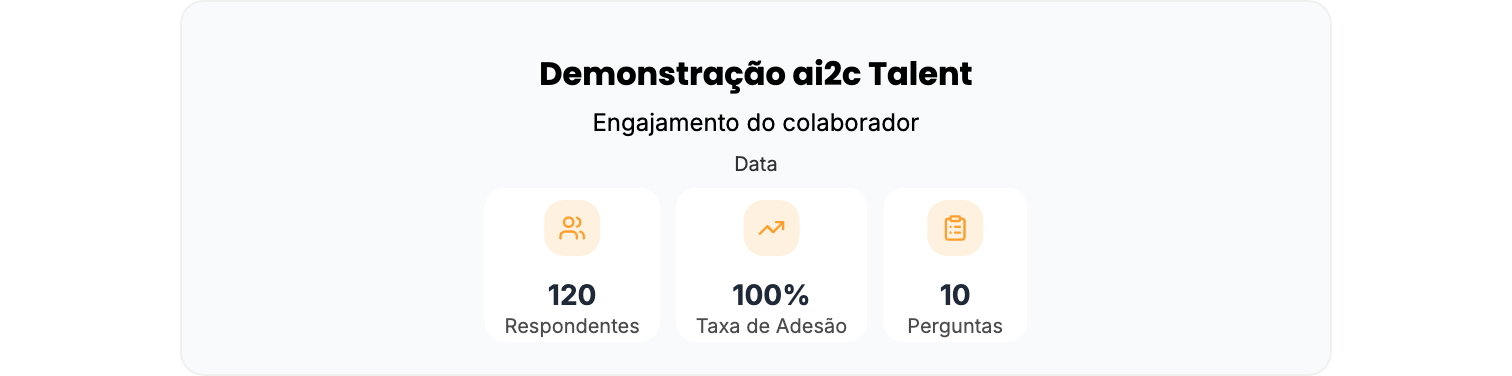 Demonstração ai2c Talent
Engajamento do colaborador
Data
120
Respondentes
100%
Taxa de Adesão
10
Perguntas